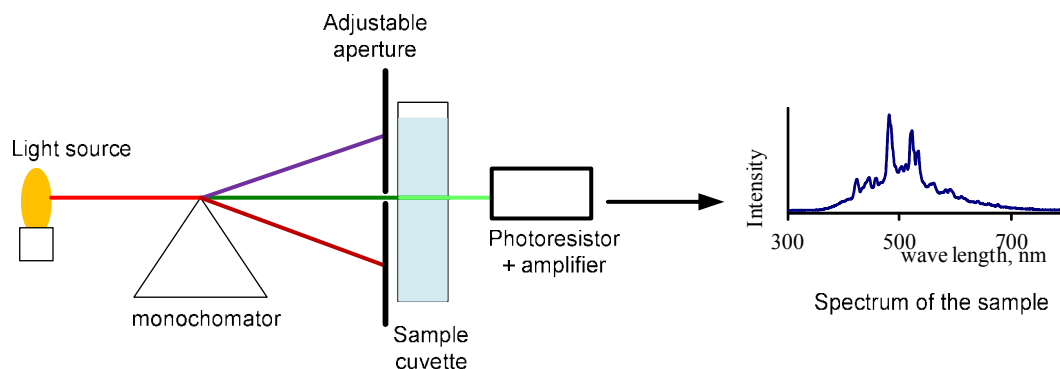 Adjustable
aperture
Light source
monochomator
Sample
cuvette
Photoresistor
+ amplifier
Intensity
300
500
700
wave length, nm
Spectrum of the sample